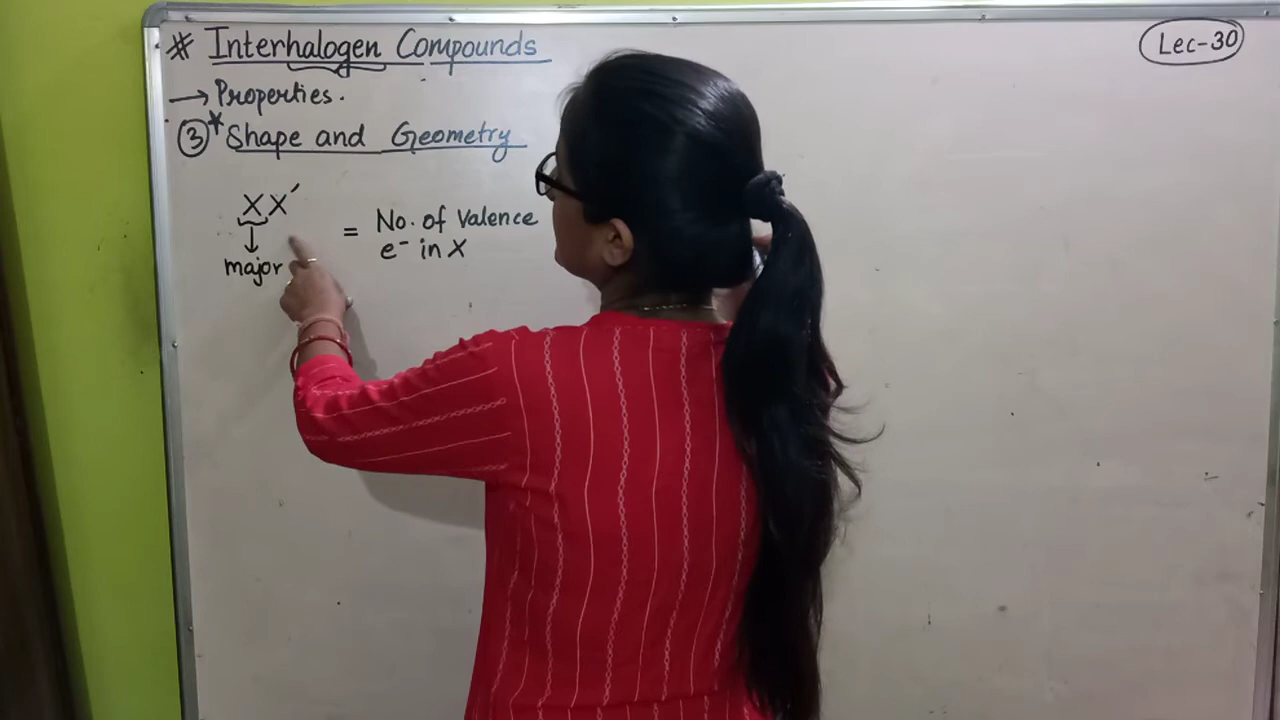 # Interhalogen Compounds
Lec-30
→ Properties.
③* Shape and Geometry
XX′
↓
major
= No. of Valence
e⁻ in X